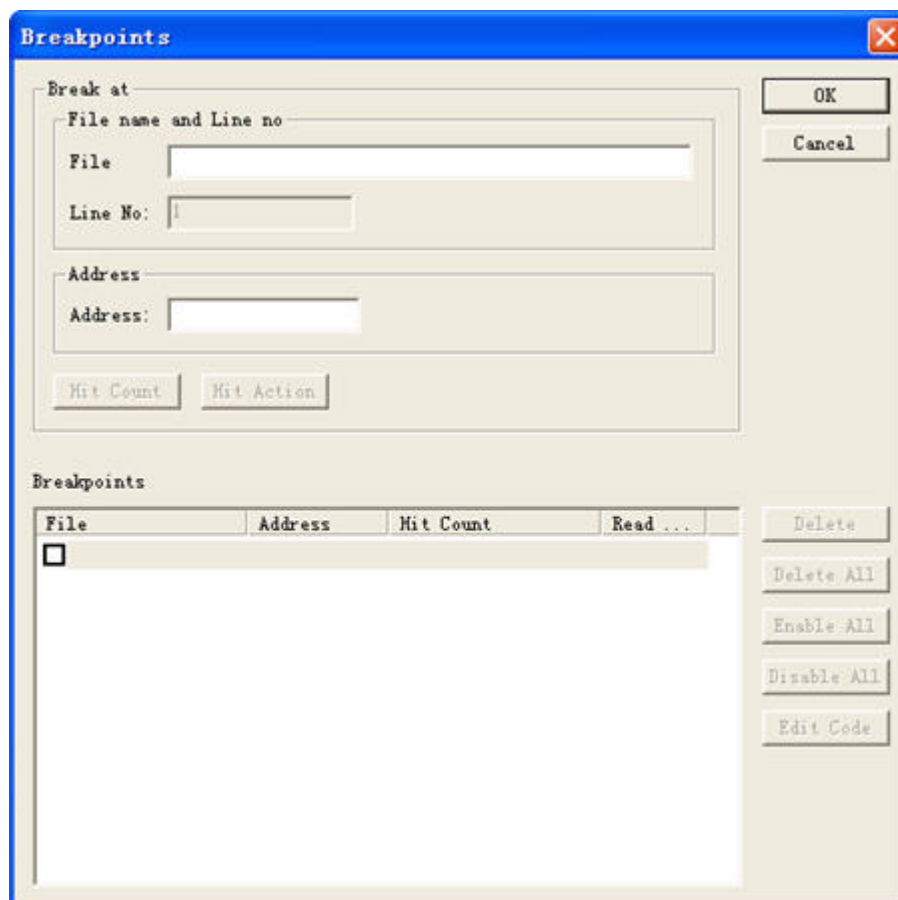 Breakpoints
Break at
File name and Line no
File
Line No: 1
Address
Address:
Hit Count Hit Action
OK
Cancel
Breakpoints
File Address Hit Count Read ...
Delete
Delete All
Enable All
Disable All
Edit Code